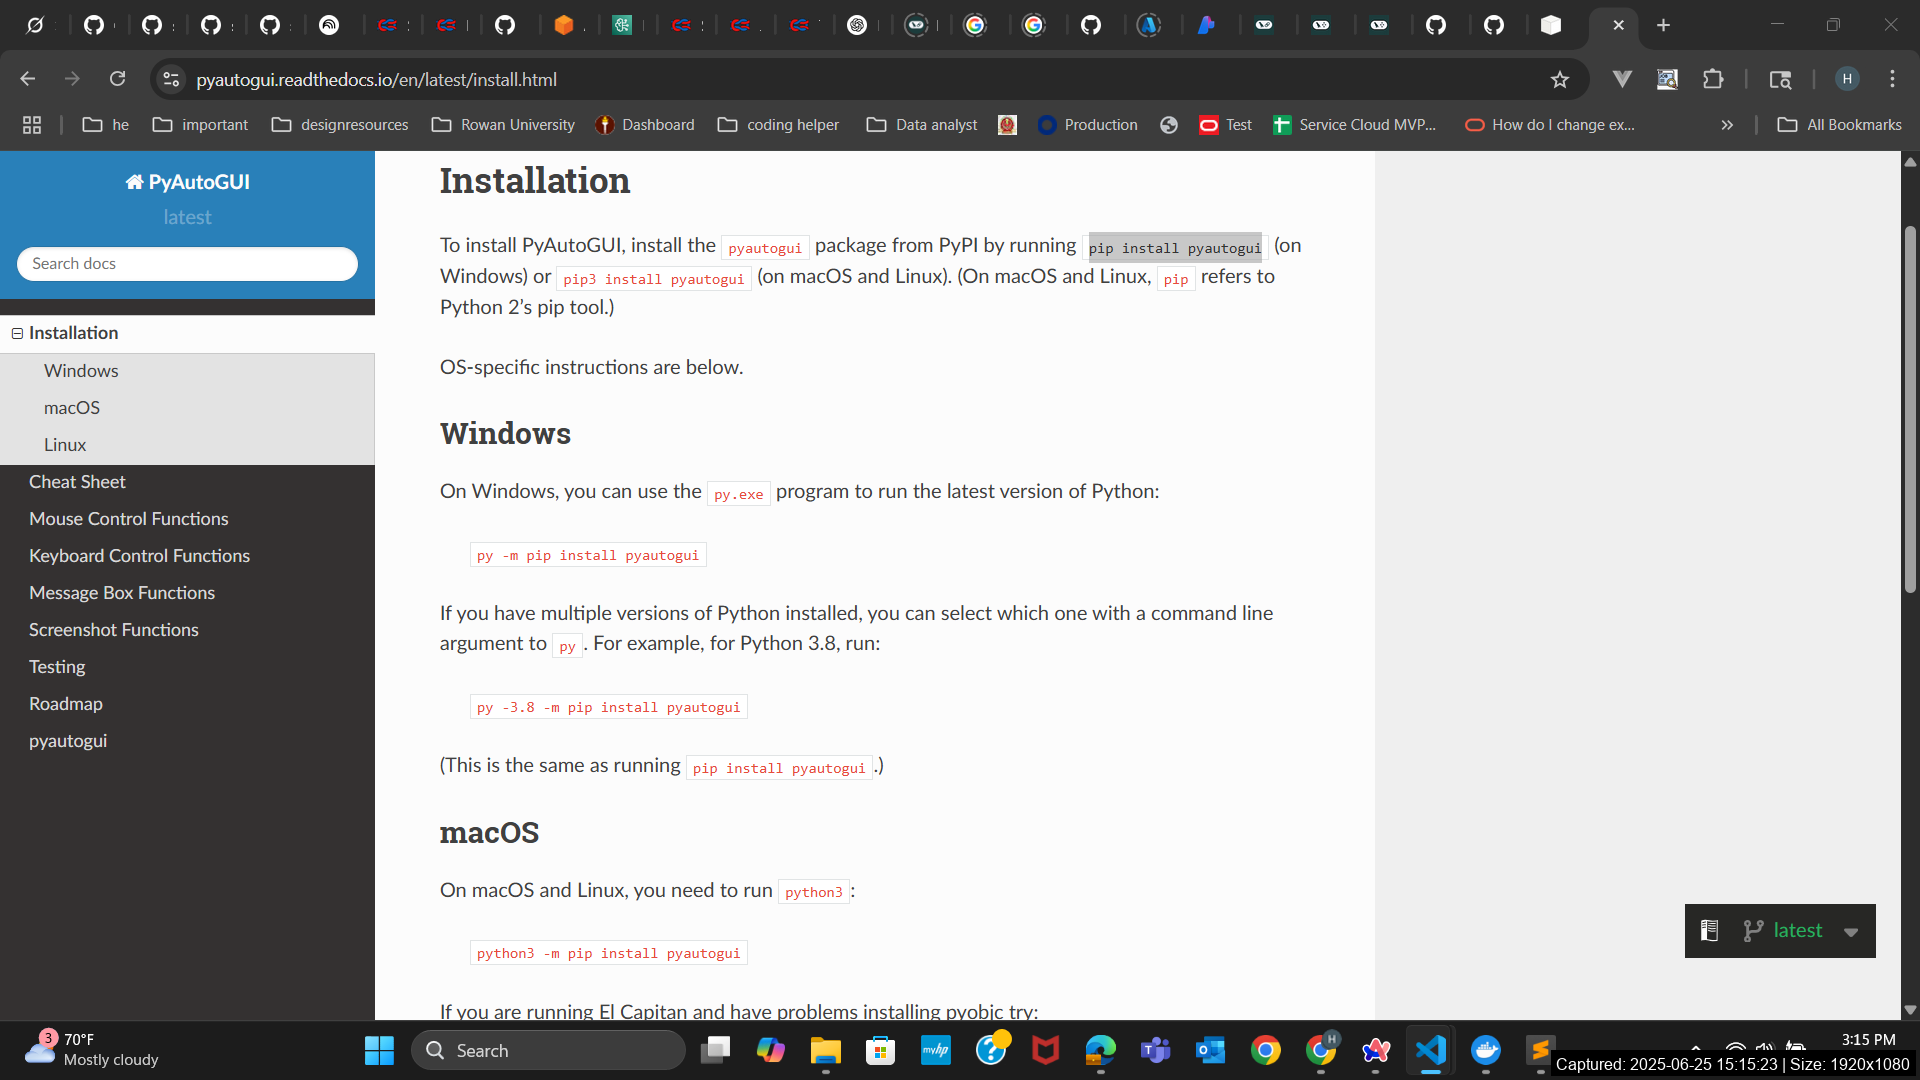 pyautogui.readthedocs.io/en/latest/install.html
H
he
important
designresources
Rowan University
Dashboard
coding helper
Data analyst
Production
Test
Service Cloud MVP...
How do I change ex...
All Bookmarks
PyAutoGUI
latest
Search docs
Installation
Windows
macOS
Linux
Cheat Sheet
Mouse Control Functions
Keyboard Control Functions
Message Box Functions
Screenshot Functions
Testing
Roadmap
pyautogui
Installation
To install PyAutoGUI, install the pyautogui package from PyPI by running pip install pyautogui (on
Windows) or pip3 install pyautogui (on macOS and Linux). (On macOS and Linux, pip refers to
Python 2’s pip tool.)
OS-specific instructions are below.
Windows
On Windows, you can use the py.exe program to run the latest version of Python:
py -m pip install pyautogui
If you have multiple versions of Python installed, you can select which one with a command line
argument to py . For example, for Python 3.8, run:
py -3.8 -m pip install pyautogui
(This is the same as running pip install pyautogui .)
macOS
On macOS and Linux, you need to run python3 :
python3 -m pip install pyautogui
If you are running El Capitan and have problems installing pyobjc try:
latest
3
70°F
Mostly cloudy
Search
myhp
H
3:15 PM
Captured: 2025-06-25 15:15:23 | Size: 1920x1080